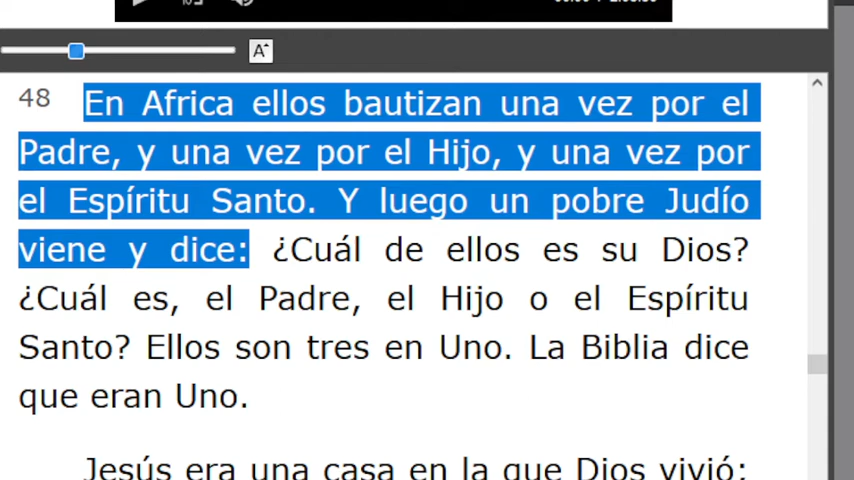 A
48 En Africa ellos bautizan una vez por el
Padre, y una vez por el Hijo, y una vez por
el Espíritu Santo. Y luego un pobre Judío
viene y dice: ¿Cuál de ellos es su Dios?
¿Cuál es, el Padre, el Hijo o el Espíritu
Santo? Ellos son tres en Uno. La Biblia dice
que eran Uno.
Jesús era una casa en la que Dios vivió;